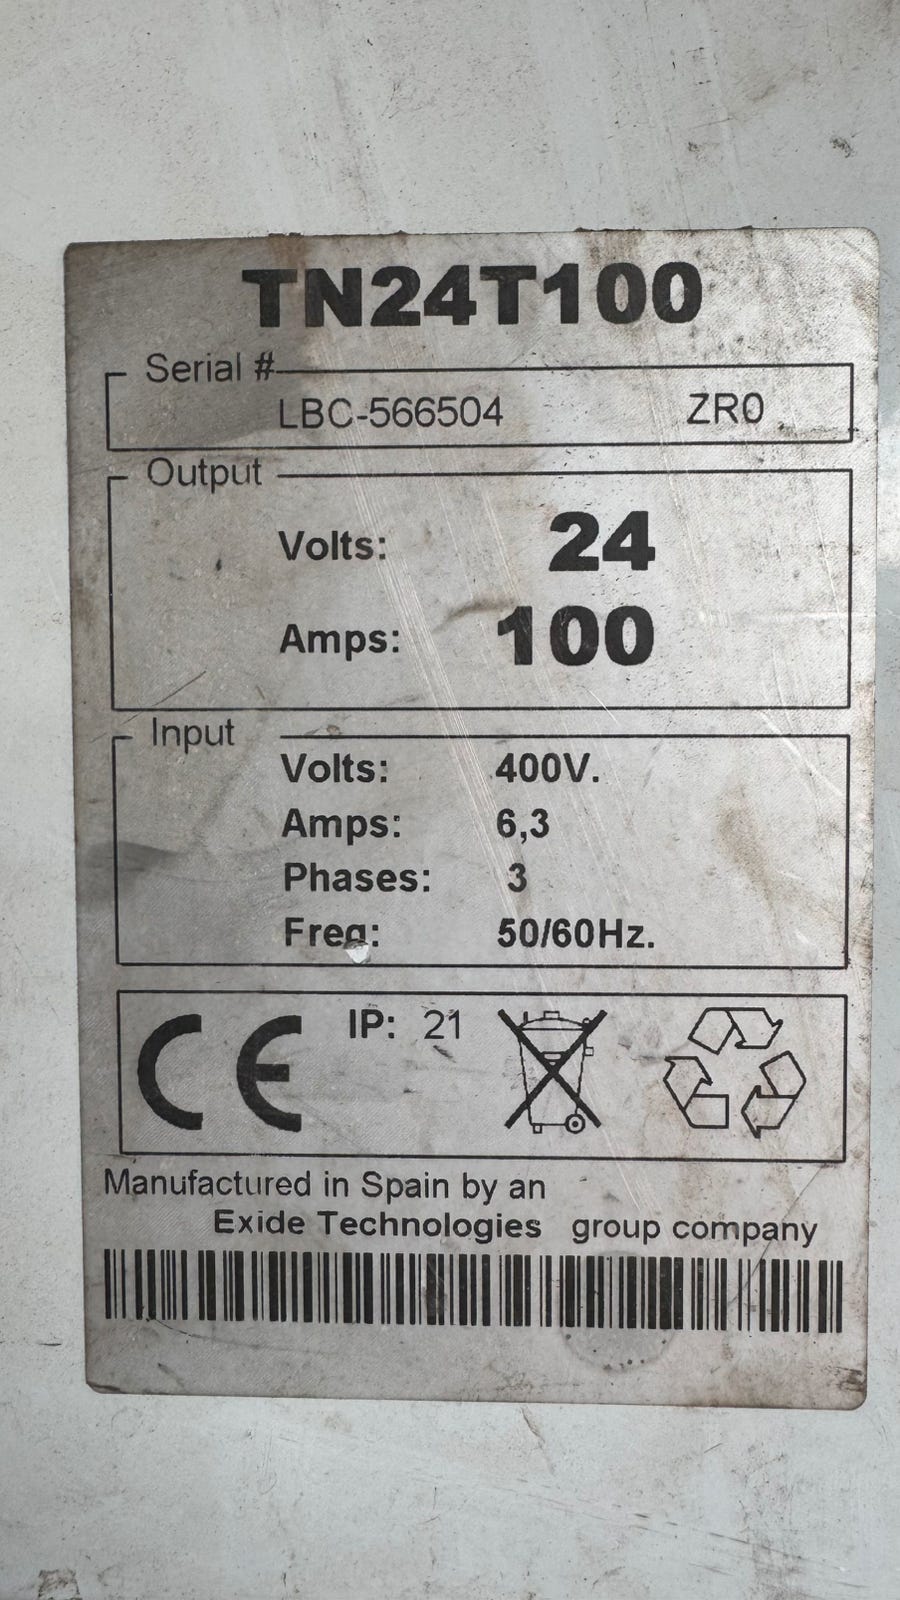 TN24T100
Serial #
LBC-566504 ZR0
Output
Volts: 24
Amps: 100
Input
Volts: 400V.
Amps: 6,3
Phases: 3
Freq: 50/60Hz.
CE IP: 21
Manufactured in Spain by an
Exide Technologies group company